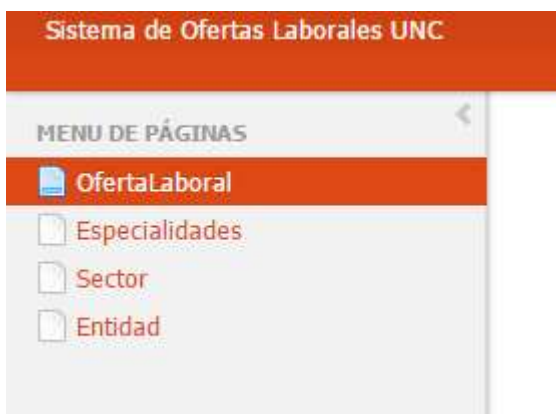 Sistema de Ofertas Laborales UNC
MENU DE PÁGINAS
OfertaLaboral
Especialidades
Sector
Entidad